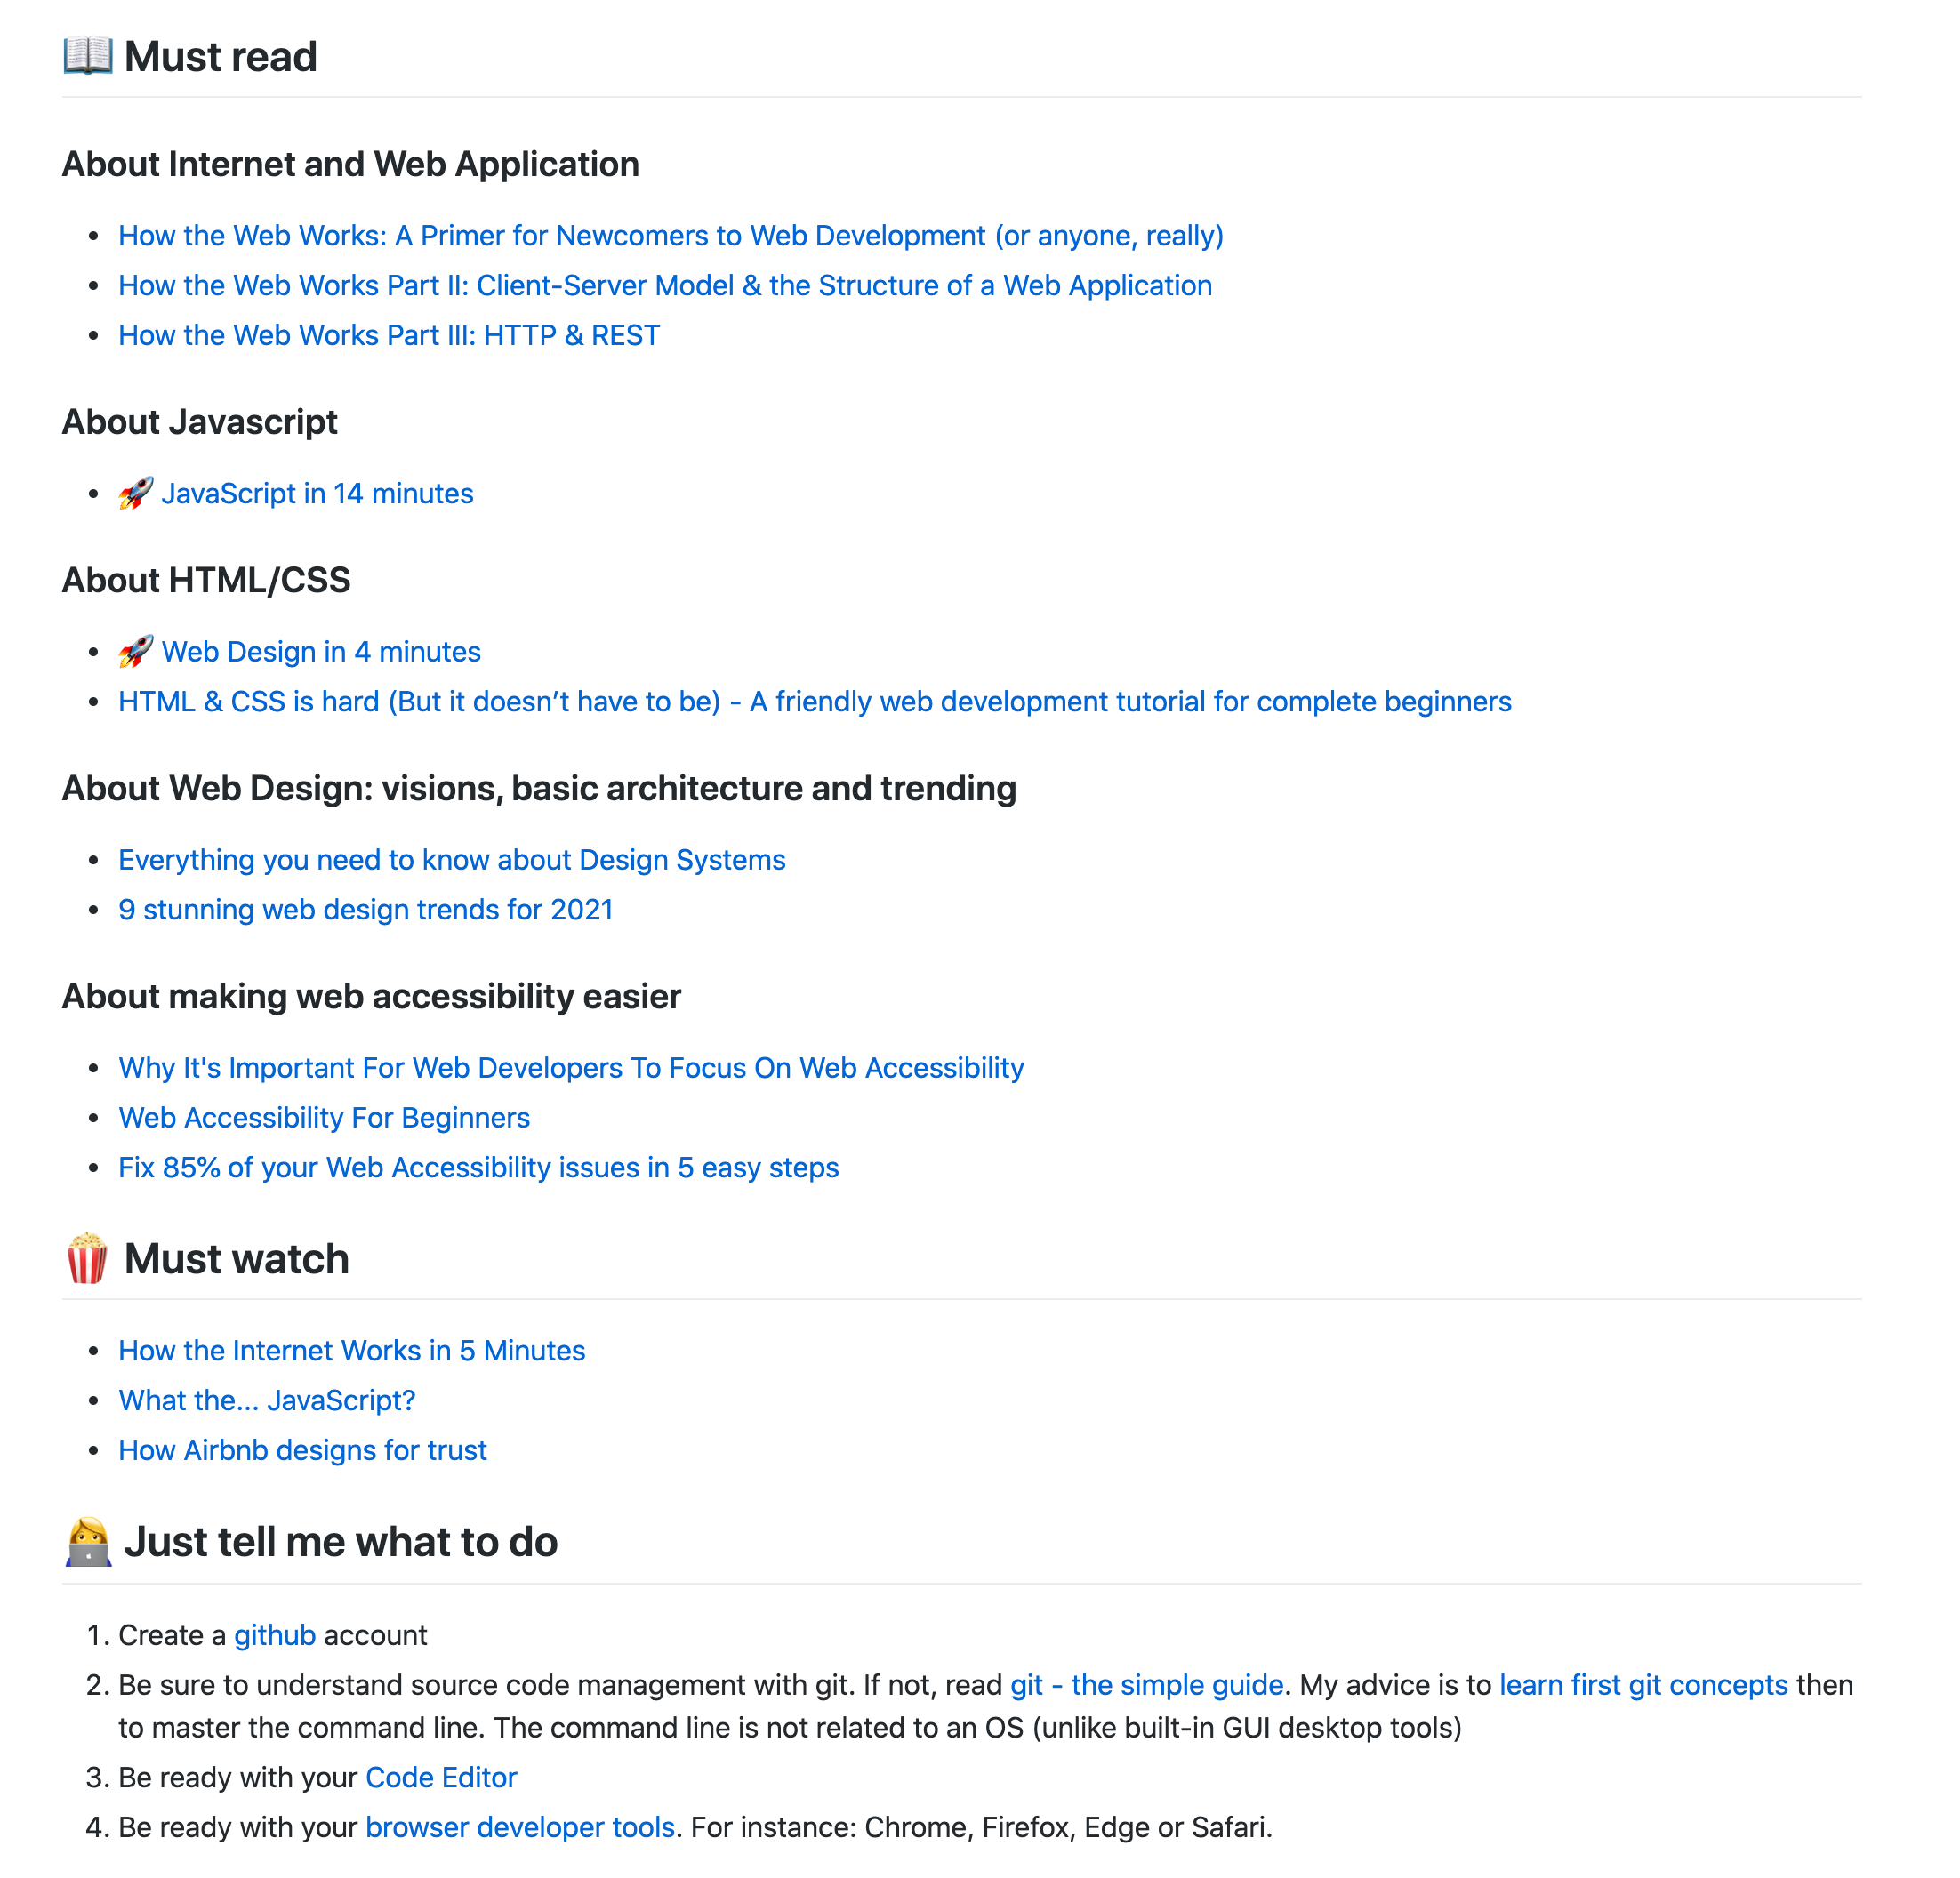 📖 Must read
About Internet and Web Application
• How the Web Works: A Primer for Newcomers to Web Development (or anyone, really)
• How the Web Works Part II: Client-Server Model & the Structure of a Web Application
• How the Web Works Part III: HTTP & REST
About Javascript
• 🚀 JavaScript in 14 minutes
About HTML/CSS
• 🚀 Web Design in 4 minutes
• HTML & CSS is hard (But it doesn’t have to be) - A friendly web development tutorial for complete beginners
About Web Design: visions, basic architecture and trending
• Everything you need to know about Design Systems
• 9 stunning web design trends for 2021
About making web accessibility easier
• Why It's Important For Web Developers To Focus On Web Accessibility
• Web Accessibility For Beginners
• Fix 85% of your Web Accessibility issues in 5 easy steps
🍿 Must watch
• How the Internet Works in 5 Minutes
• What the... JavaScript?
• How Airbnb designs for trust
👩‍💻 Just tell me what to do
1. Create a github account
2. Be sure to understand source code management with git. If not, read git - the simple guide. My advice is to learn first git concepts then
to master the command line. The command line is not related to an OS (unlike built-in GUI desktop tools)
3. Be ready with your Code Editor
4. Be ready with your browser developer tools. For instance: Chrome, Firefox, Edge or Safari.